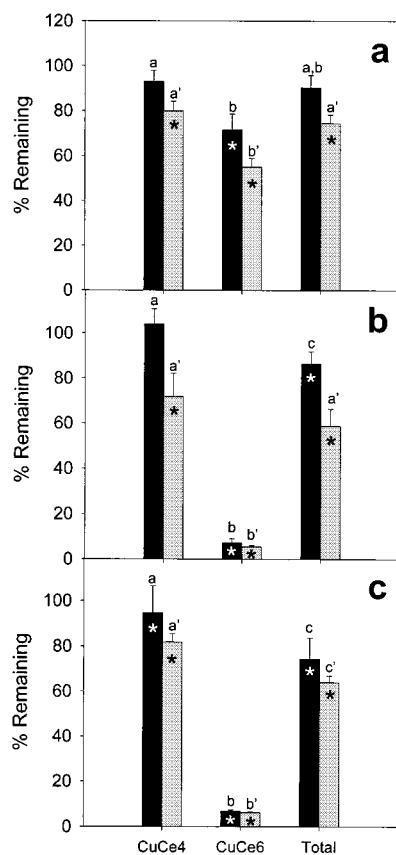 120
a
a
a'
a,b
100
a'
b
% Remaining
80
*
*
b'
*
60
*
40
20
0
b
a
100
c
a'
% Remaining
80
*
a'
60
*
*
40
20
b
b'
0
*
*
c
100
a
a'
c
% Remaining
80
*
*
c'
*
60
*
40
20
b
b'
0
*
*
CuCe4
CuCe6
Total